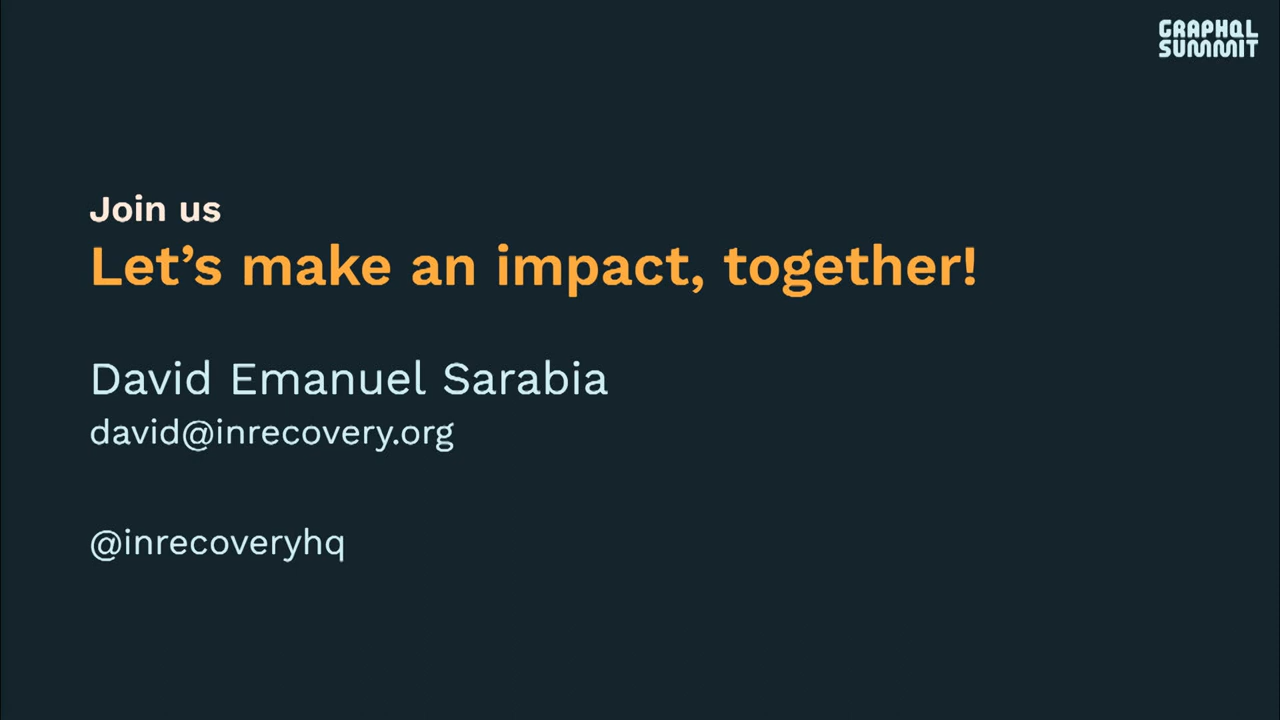 GRAPHQL
SUMMIT
Join us
Let’s make an impact, together!
David Emanuel Sarabia
david@inrecovery.org
@inrecoveryhq